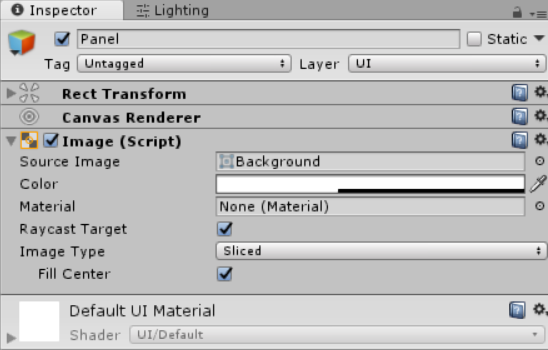 Inspector Lighting
Panel Static
Tag Untagged Layer UI
Rect Transform
Canvas Renderer
Image (Script)
Source Image Background
Color
Material None (Material)
Raycast Target
Image Type Sliced
Fill Center
Default UI Material
Shader UI/Default